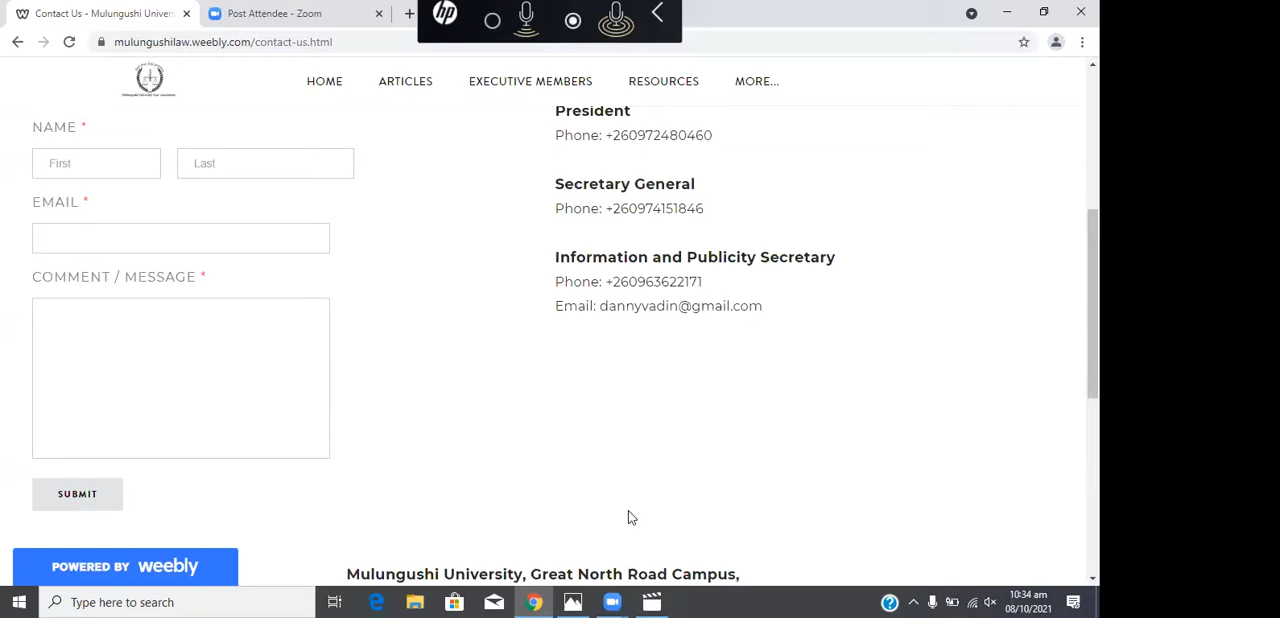 Contact Us - Mulungushi Univers
Post Attendee - Zoom
hp
mulungushilaw.weebly.com/contact-us.html
HOME
ARTICLES
EXECUTIVE MEMBERS
RESOURCES
MORE...
NAME *
First
Last
EMAIL *
COMMENT / MESSAGE *
SUBMIT
President
Phone: +260972480460
Secretary General
Phone: +260974151846
Information and Publicity Secretary
Phone: +260963622171
Email: dannyvadin@gmail.com
POWERED BY weebly
Mulungushi University, Great North Road Campus,
Type here to search
10:34 am
08/10/2021